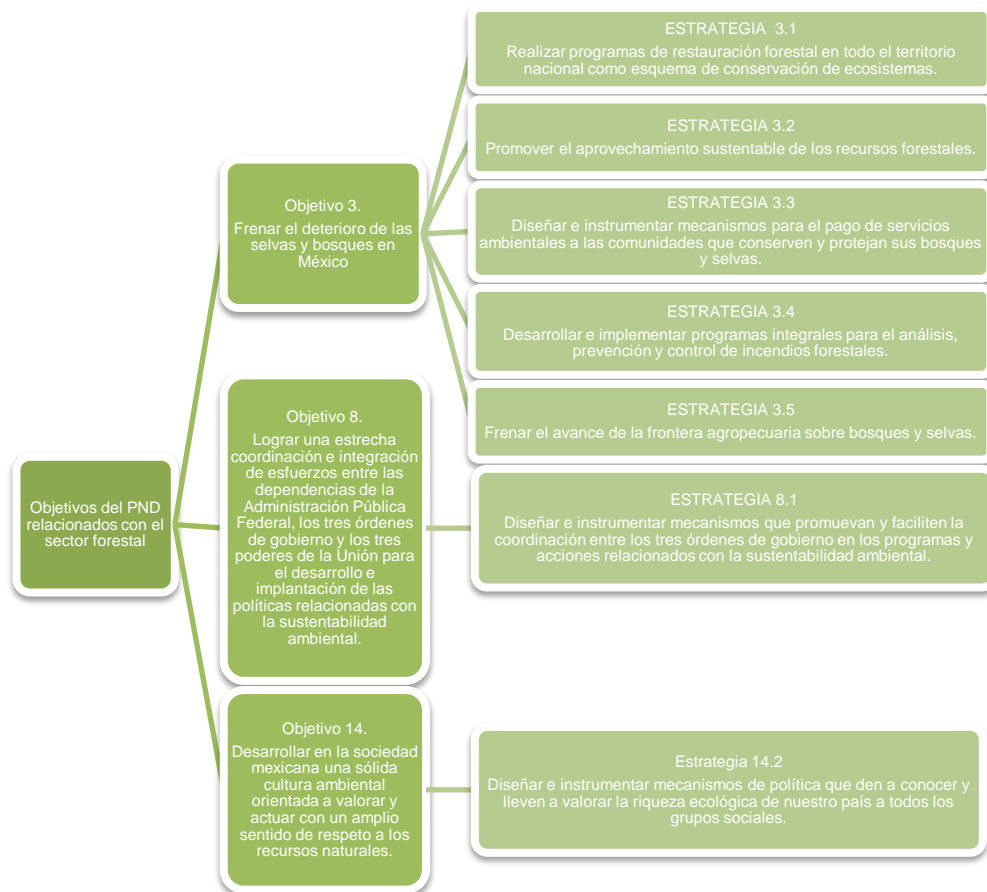 Objetivos del PND
relacionados con el
sector forestal
Objetivo 3.
Frenar el deterioro de las
selvas y bosques en
México
ESTRATEGIA  3.1
Realizar programas de restauración forestal en todo el territorio
nacional como esquema de conservación de ecosistemas.
ESTRATEGIA 3.2
Promover el aprovechamiento sustentable de los recursos forestales.
ESTRATEGIA 3.3
Diseñar e instrumentar mecanismos para el pago de servicios
ambientales a las comunidades que conserven y protejan sus bosques
y selvas.
ESTRATEGIA 3.4
Desarrollar e implementar programas integrales para el análisis,
prevención y control de incendios forestales.
ESTRATEGIA 3.5
Frenar el avance de la frontera agropecuaria sobre bosques y selvas.
Objetivo 8.
Lograr una estrecha
coordinación e integración
de esfuerzos entre las
dependencias de la
Administración Pública
Federal, los tres órdenes
de gobierno y los tres
poderes de la Unión para
el desarrollo e
implantación de las
políticas relacionadas con
la sustentabilidad
ambiental.
ESTRATEGIA 8.1
Diseñar e instrumentar mecanismos que promuevan y faciliten la
coordinación entre los tres órdenes de gobierno en los programas y
acciones relacionados con la sustentabilidad ambiental.
Objetivo 14.
Desarrollar en la sociedad
mexicana una sólida
cultura ambiental
orientada a valorar y
actuar con un amplio
sentido de respeto a los
recursos naturales.
Estrategia 14.2
Diseñar e instrumentar mecanismos de política que den a conocer y
lleven a valorar la riqueza ecológica de nuestro país a todos los
grupos sociales.